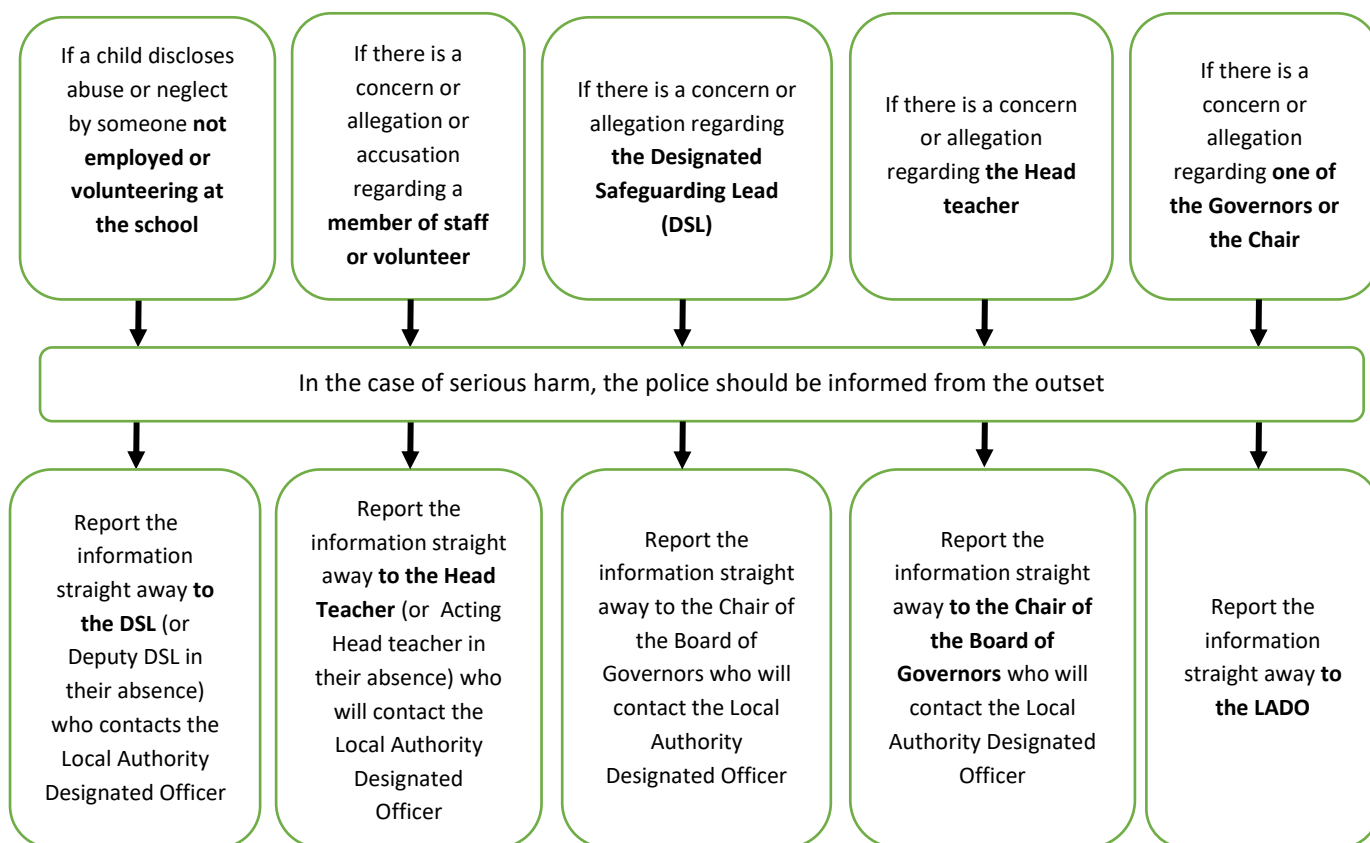 If a child discloses
abuse or neglect
by someone not
employed or
volunteering at
the school
If there is a
concern or
allegation or
accusation
regarding a
member of staff
or volunteer
If there is a concern or
allegation regarding
the Designated
Safeguarding Lead
(DSL)
If there is a concern
or allegation
regarding the Head
teacher
If there is a
concern or
allegation
regarding one of
the Governors or
the Chair
In the case of serious harm, the police should be informed from the outset
Report the
information
straight away to
the DSL (or
Deputy DSL in
their absence)
who contacts the
Local Authority
Designated Officer
Report the
information straight
away to the Head
Teacher (or Acting
Head teacher in
their absence) who
will contact the
Local Authority
Designated
Officer
Report the
information straight
away to the Chair of
the Board of
Governors who will
contact the Local
Authority
Designated Officer
Report the
information straight
away to the Chair of
the Board of
Governors who will
contact the Local
Authority Designated
Officer
Report the
information
straight away to
the LADO